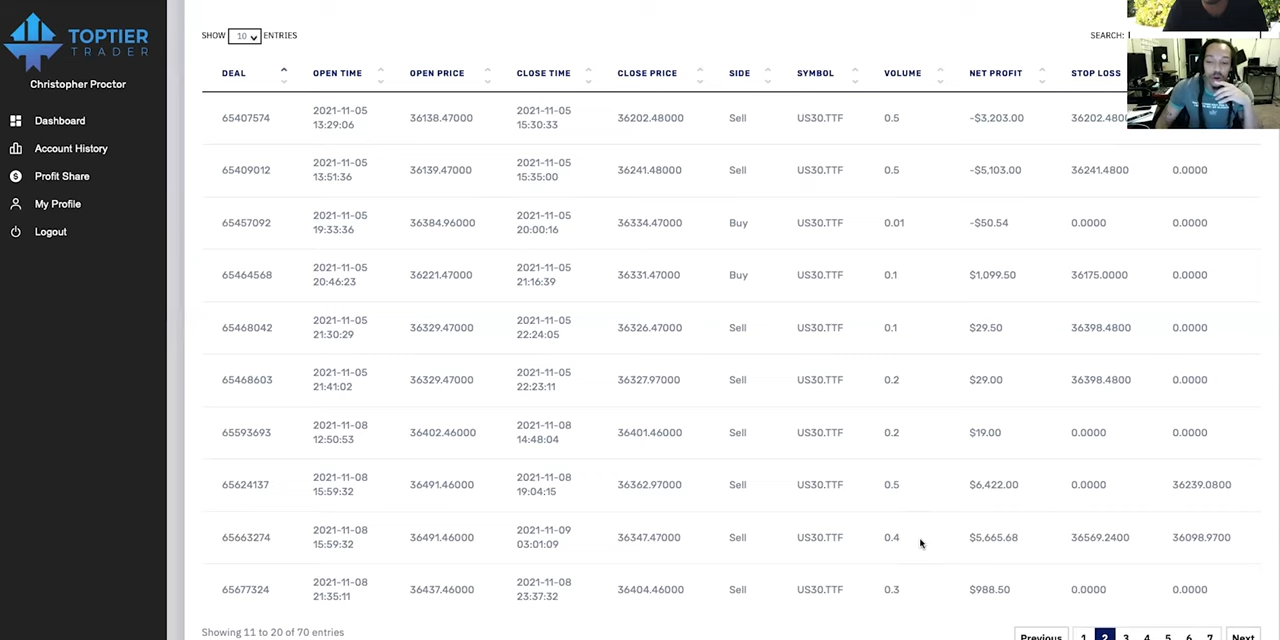 TOPTIER
TRADER
Christopher Proctor
Dashboard
Account History
Profit Share
My Profile
Logout
SHOW 10 ENTRIES SEARCH:
DEAL OPEN TIME OPEN PRICE CLOSE TIME CLOSE PRICE SIDE SYMBOL VOLUME NET PROFIT STOP LOSS
65407574 2021-11-05 13:29:06 36138.47000 2021-11-05 15:30:33 36202.48000 Sell US30.TTF 0.5 -$3,203.00 36202.480
65409012 2021-11-05 13:51:36 36139.47000 2021-11-05 15:35:00 36241.48000 Sell US30.TTF 0.5 -$5,103.00 36241.4800 0.0000
65457092 2021-11-05 19:33:36 36384.96000 2021-11-05 20:00:16 36334.47000 Buy US30.TTF 0.01 -$50.54 0.0000 0.0000
65464568 2021-11-05 20:46:23 36221.47000 2021-11-05 21:16:39 36331.47000 Buy US30.TTF 0.1 $1,099.50 36175.0000 0.0000
65468042 2021-11-05 21:30:29 36329.47000 2021-11-05 22:24:05 36326.47000 Sell US30.TTF 0.1 $29.50 36398.4800 0.0000
65468603 2021-11-05 21:41:02 36329.47000 2021-11-05 22:23:11 36327.97000 Sell US30.TTF 0.2 $29.00 36398.4800 0.0000
65593693 2021-11-08 12:50:53 36402.46000 2021-11-08 14:48:04 36401.46000 Sell US30.TTF 0.2 $19.00 0.0000 0.0000
65624137 2021-11-08 15:59:32 36491.46000 2021-11-08 19:04:15 36362.97000 Sell US30.TTF 0.5 $6,422.00 0.0000 36239.0800
65663274 2021-11-08 15:59:32 36491.46000 2021-11-09 03:01:09 36347.47000 Sell US30.TTF 0.4 $5,665.68 36569.2400 36098.9700
65677324 2021-11-08 21:35:11 36437.46000 2021-11-08 23:37:32 36404.46000 Sell US30.TTF 0.3 $988.50 0.0000 0.0000
Showing 11 to 20 of 70 entries
Previous 1 2 3 4 5 6 7 Next